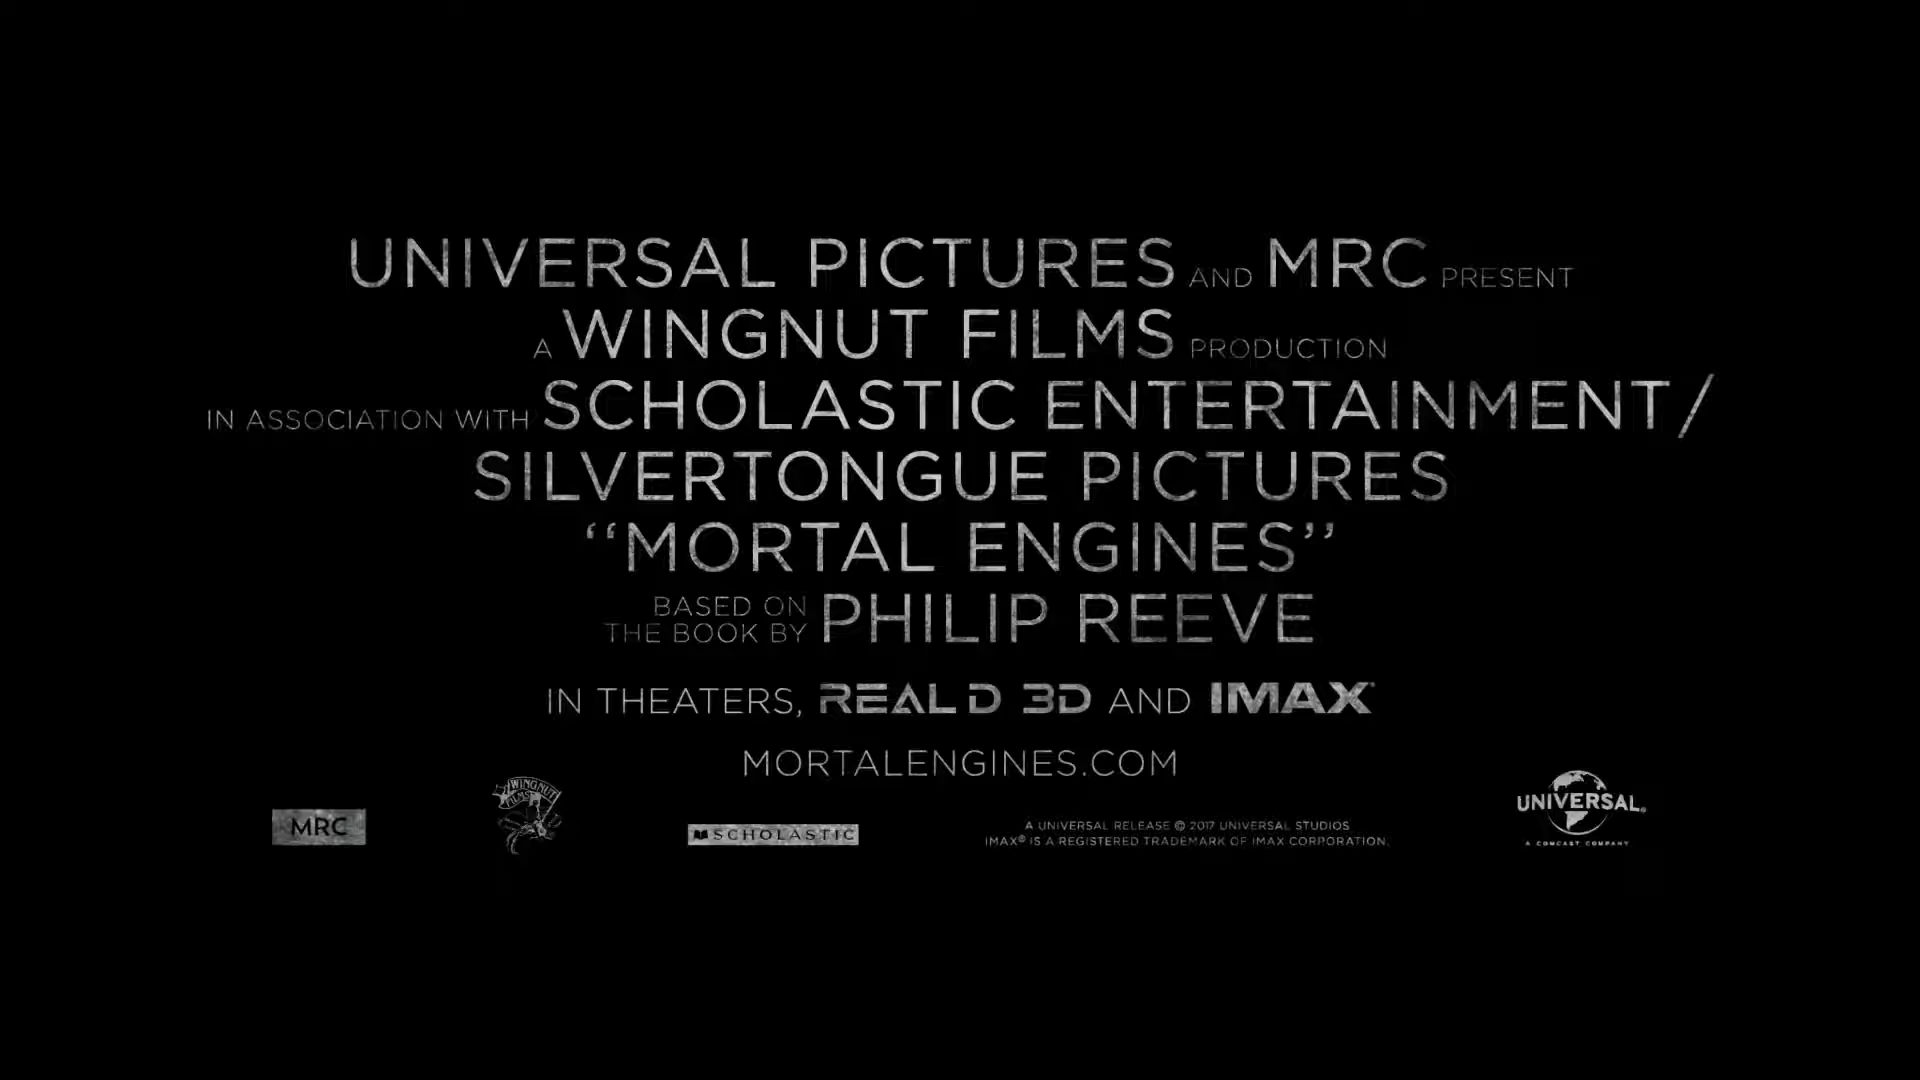 UNIVERSAL PICTURES AND MRC PRESENT
A WINGNUT FILMS PRODUCTION
IN ASSOCIATION WITH SCHOLASTIC ENTERTAINMENT/
SILVERTONGUE PICTURES
“MORTAL ENGINES”
BASED ON
THE BOOK BY PHILIP REEVE
IN THEATERS, REALD 3D AND IMAX
MORTALENGINES.COM
MRC
WINGNUT
FILMS
SCHOLASTIC
A UNIVERSAL RELEASE © 2017 UNIVERSAL STUDIOS
IMAX® IS A REGISTERED TRADEMARK OF IMAX CORPORATION.
UNIVERSAL®
A COMCAST COMPANY